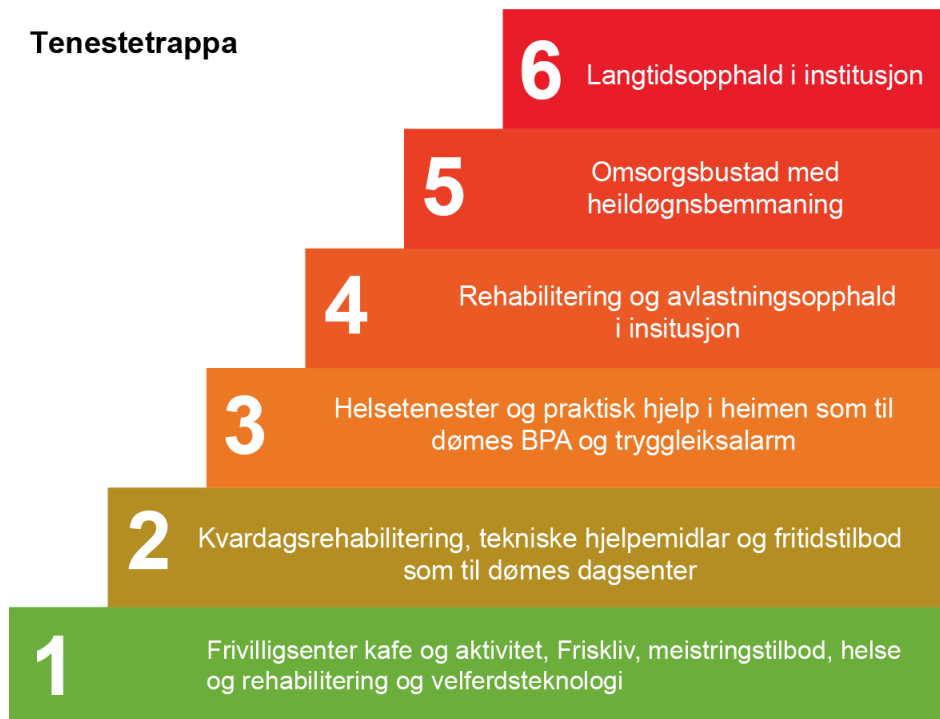 Tenestetrappa
6 Langtidsopphald i institusjon
5 Omsorgsbustad med
heildøgnsbemmaning
4 Rehabilitering og avlastningsopphald
i insitusjon
3 Helsetenester og praktisk hjelp i heimen som til
dømes BPA og tryggleiksalarm
2 Kvardagsrehabilitering, tekniske hjelpemidlar og fritidstilbod
som til dømes dagsenter
1 Frivilligsenter kafe og aktivitet, Friskliv, meistringstilbod, helse
og rehabilitering og velferdsteknologi